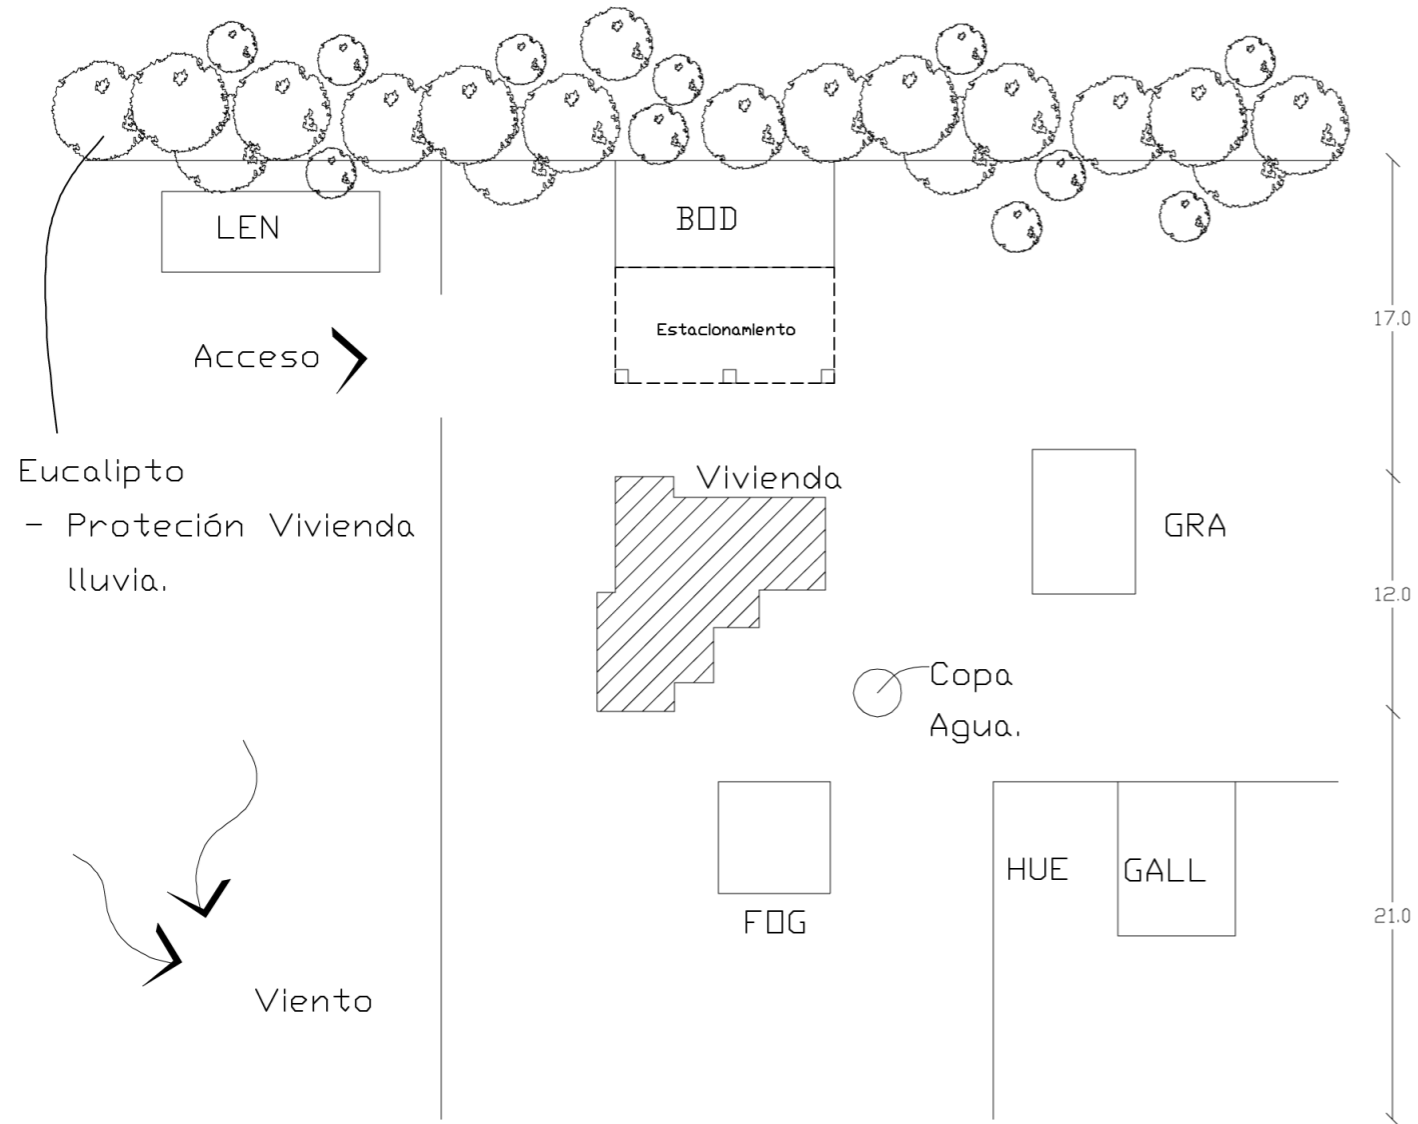 LEN
BOD
Estacionamiento
17.0
Acceso
Eucalipto
- Proteción Vivienda
lluvia.
Vivienda
GRA
12.0
Copa
Agua.
HUE
GALL
FOG
21.0
Viento